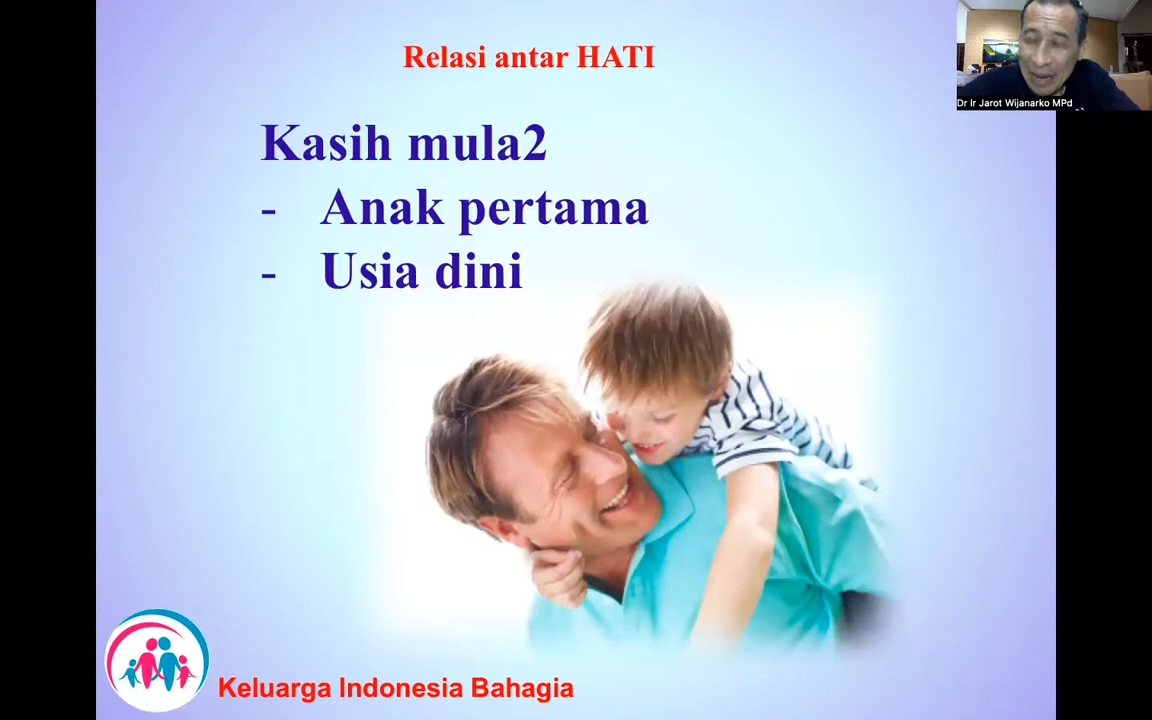 Relasi antar HATI
Dr Ir Jarot Wijanarko MPd
Kasih mula2
- Anak pertama
- Usia dini
Keluarga Indonesia Bahagia